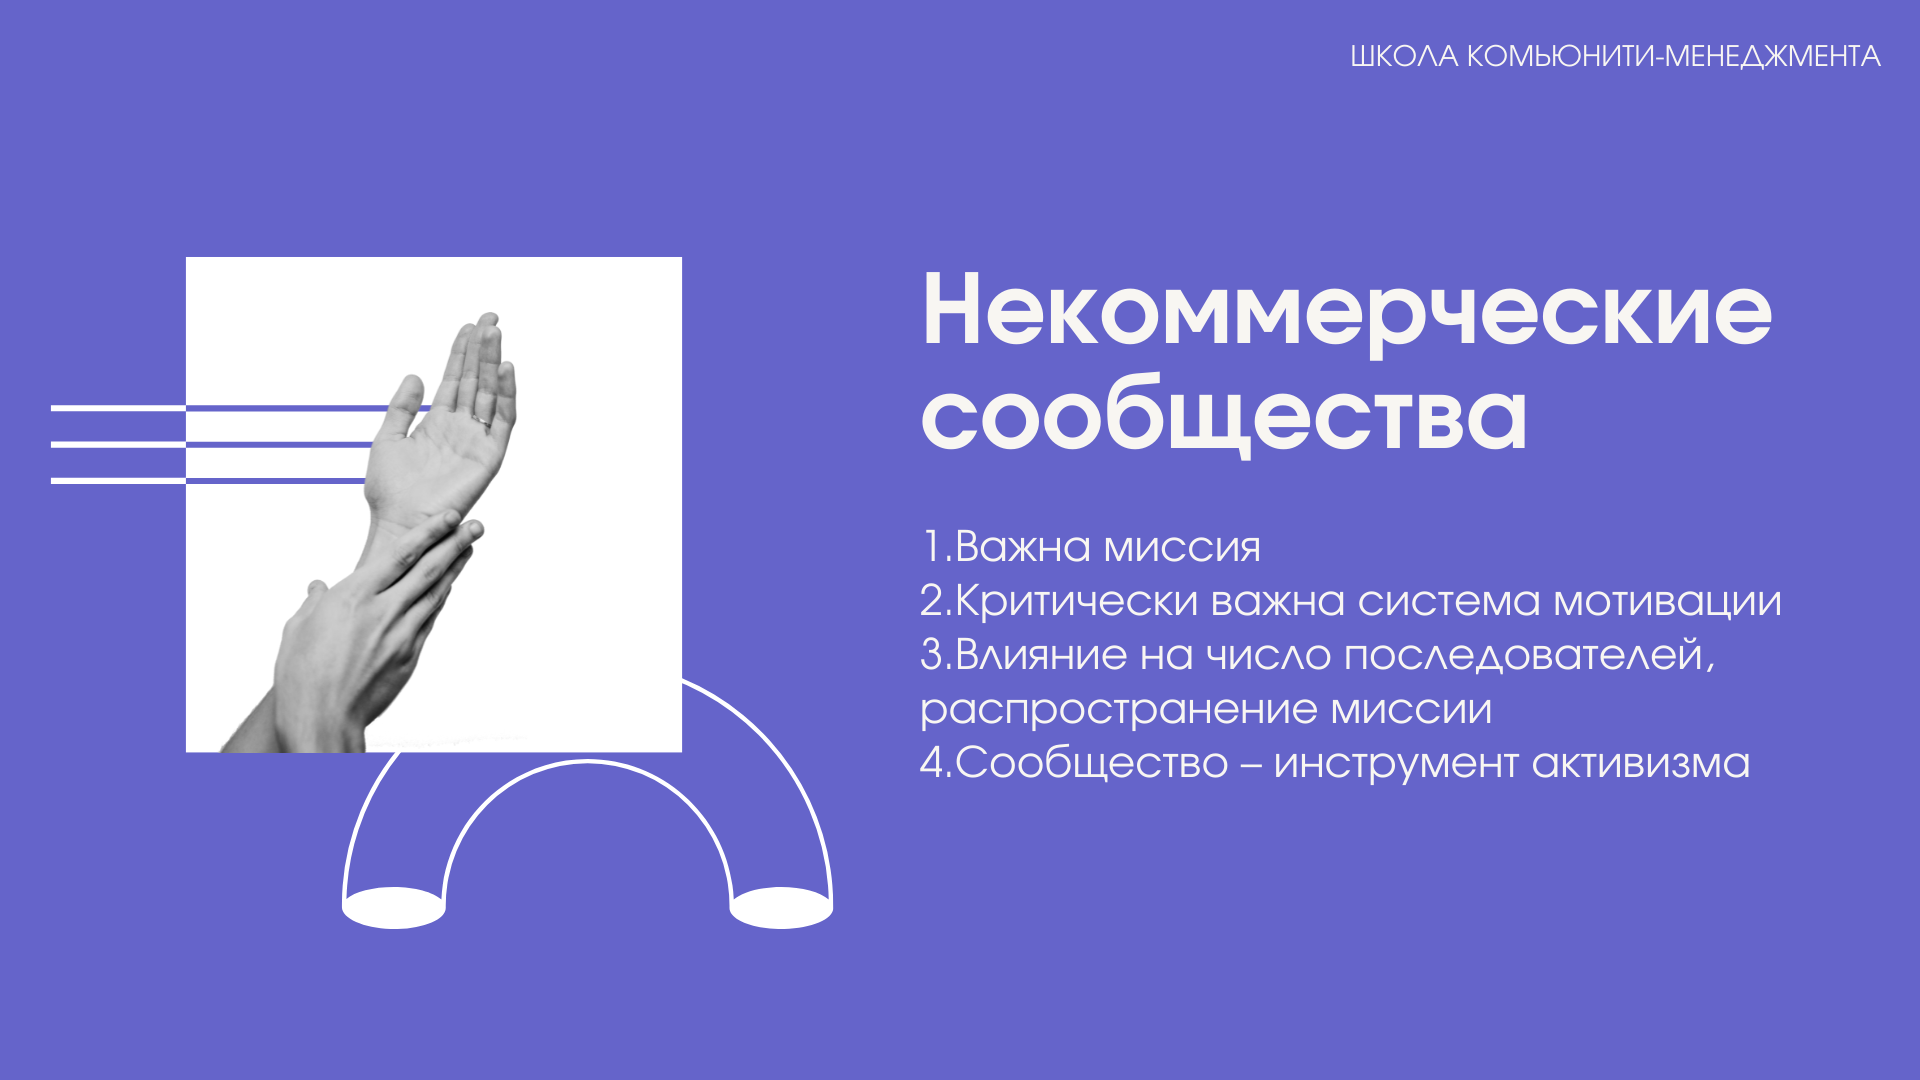 ШКОЛА КОМЬЮНИТИ-МЕНЕДЖМЕНТА
Некоммерческие
сообщества
1.Важна миссия
2.Критически важна система мотивации
3.Влияние на число последователей,
распространение миссии
4.Сообщество – инструмент активизма